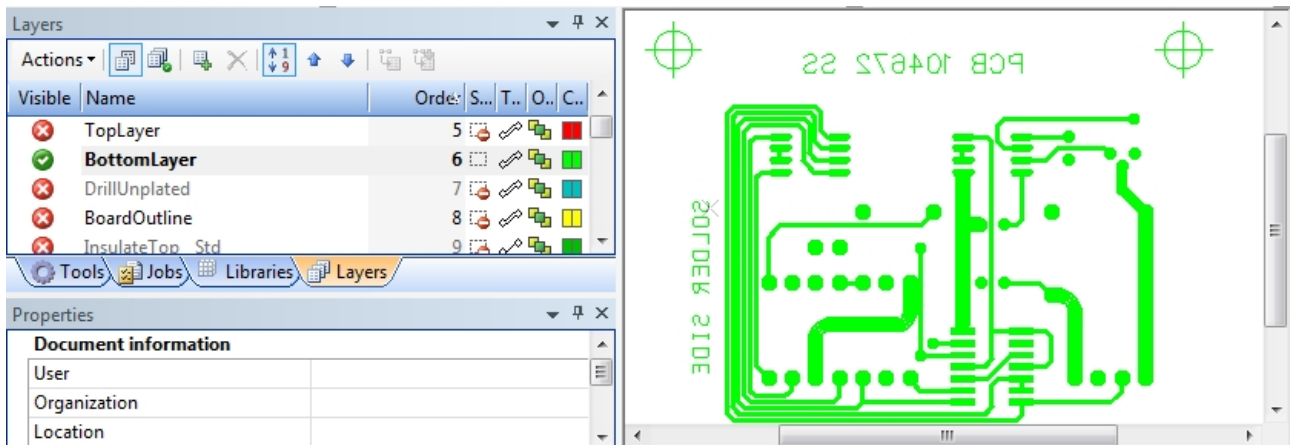 Layers
Actions
Visible Name Order S... T.. O.. C..
TopLayer 5
BottomLayer 6
DrillUnplated 7
BoardOutline 8
InsulateTop_Std 9
Tools Jobs Libraries Layers
Properties
Document information
User
Organization
Location
PCB 104672 SS
SOLDER SIDE